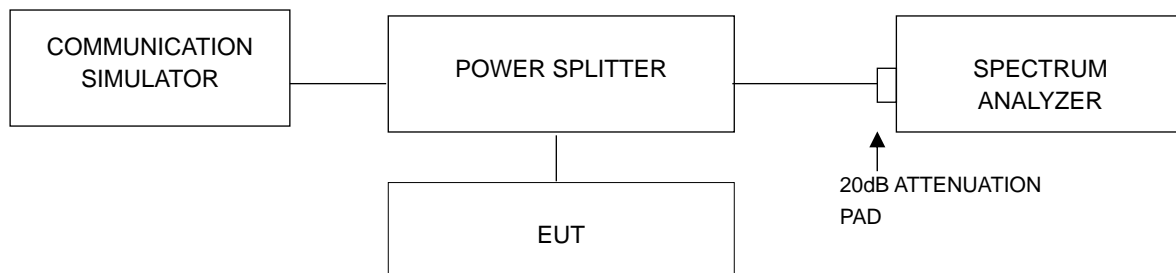 COMMUNICATION
SIMULATOR
POWER SPLITTER
SPECTRUM
ANALYZER
20dB ATTENUATION
PAD
EUT